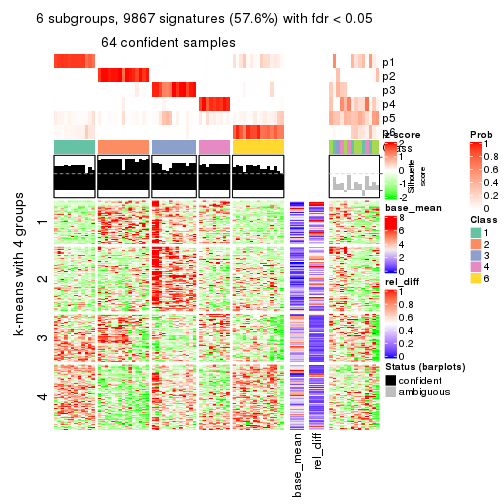 6 subgroups, 9867 signatures (57.6%) with fdr < 0.05
64 confident samples
p1
p2
p3
p4
p5
p6
Class
Silhouette
score
k-means with 4 groups
1
2
3
4
base_mean
rel_diff
z-score
2
1
0
-1
-2
base_mean
8
6
4
2
0
rel_diff
1
0.8
0.6
0.4
0.2
0
Status (barplots)
confident
ambiguous
Prob
1
0.8
0.6
0.4
0.2
0
Class
1
2
3
4
6